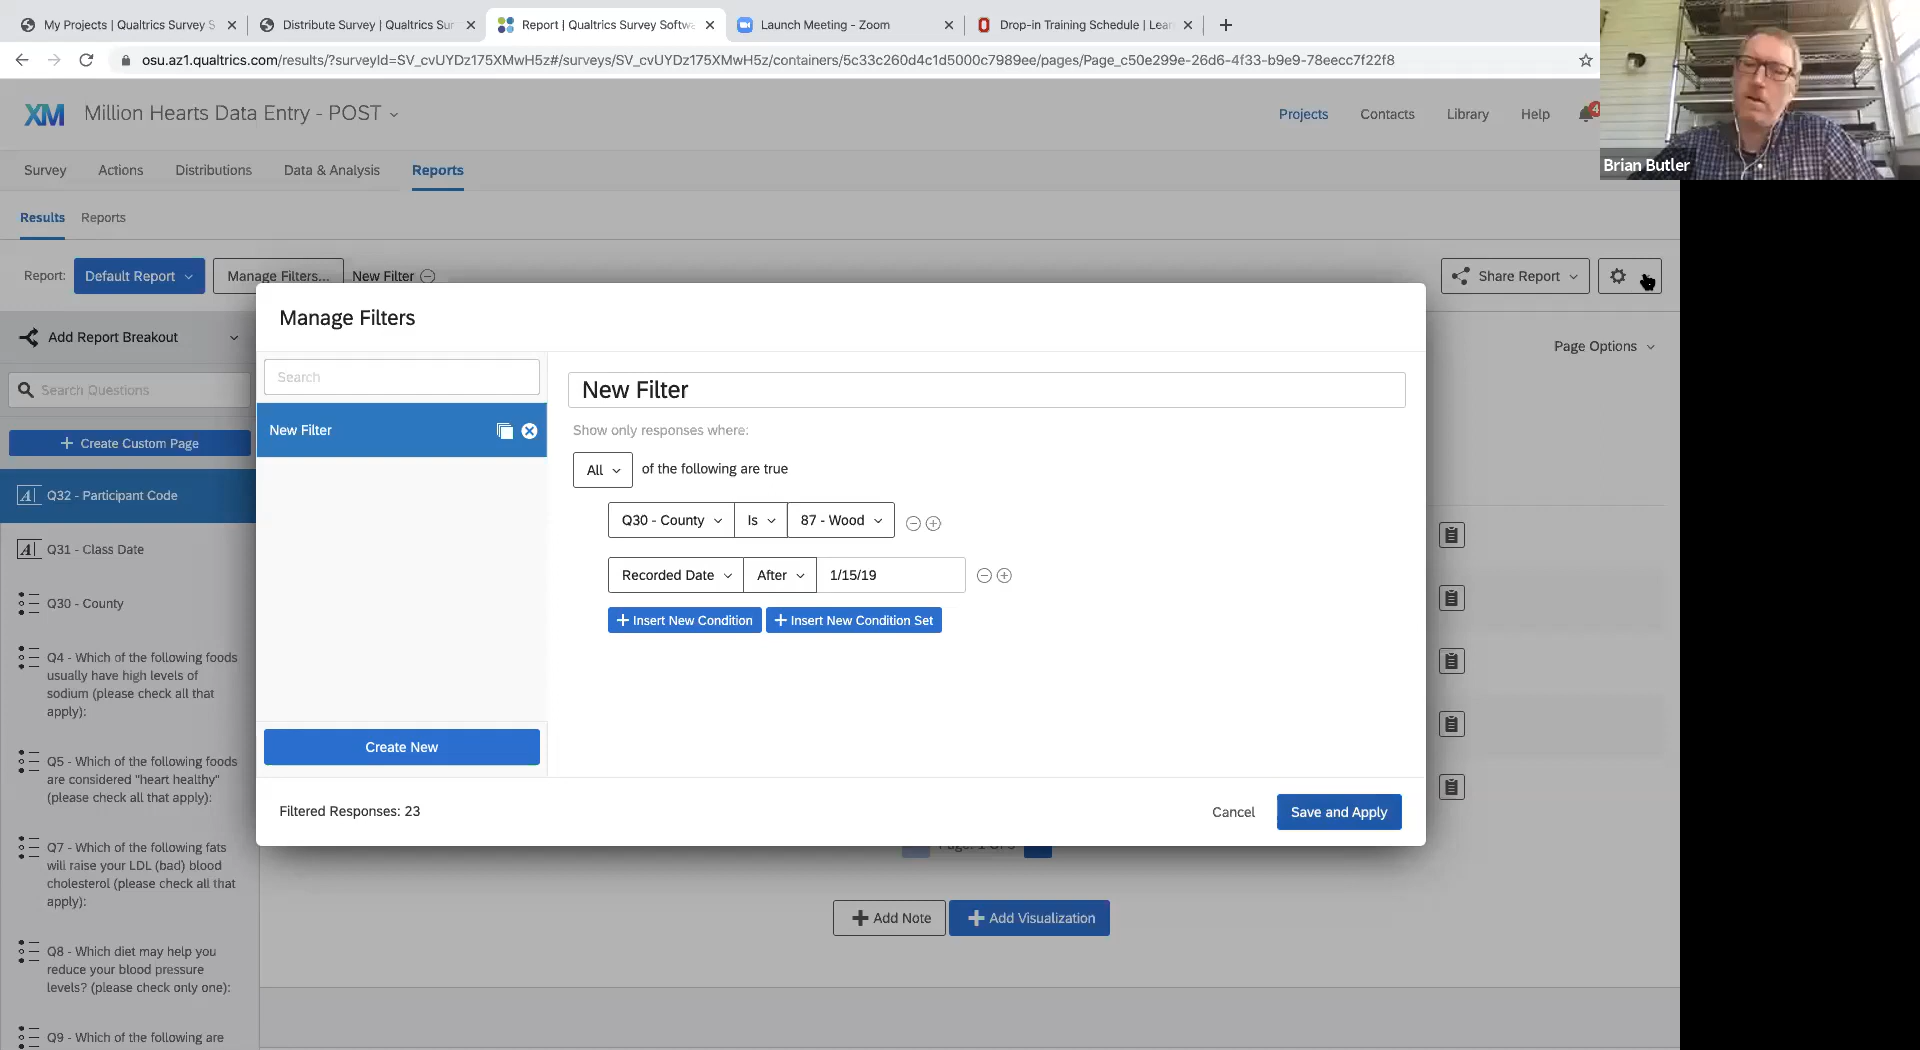 My Projects | Qualtrics Survey S
Distribute Survey | Qualtrics Sur
Report | Qualtrics Survey Softwa
Launch Meeting - Zoom
Drop-in Training Schedule | Lear
osu.az1.qualtrics.com/results/?surveyId=SV_cvUYDz175XMwH5z#/surveys/SV_cvUYDz175XMwH5z/containers/5c33c260d4c1d5000c7989ee/pages/Page_c50e299e-26d6-4f33-b9e9-78eecc7f22f8
XM Million Hearts Data Entry - POST
Projects Contacts Library Help 4
Brian Butler
Survey Actions Distributions Data & Analysis Reports
Results Reports
Report: Default Report Manage Filters... New Filter Share Report
Add Report Breakout
Page Options
Search Questions
Create Custom Page
Q32 - Participant Code
Q31 - Class Date
Q30 - County
Q4 - Which of the following foods
usually have high levels of
sodium (please check all that
apply):
Q5 - Which of the following foods
are considered "heart healthy"
(please check all that apply):
Q7 - Which of the following fats
will raise your LDL (bad) blood
cholesterol (please check all that
apply):
Q8 - Which diet may help you
reduce your blood pressure
levels? (please check only one):
Q9 - Which of the following are
Manage Filters
Search
New Filter
Create New
New Filter
Show only responses where:
All of the following are true
Q30 - County Is 87 - Wood
Recorded Date After 1/15/19
Insert New Condition Insert New Condition Set
Filtered Responses: 23
Cancel Save and Apply
Add Note Add Visualization